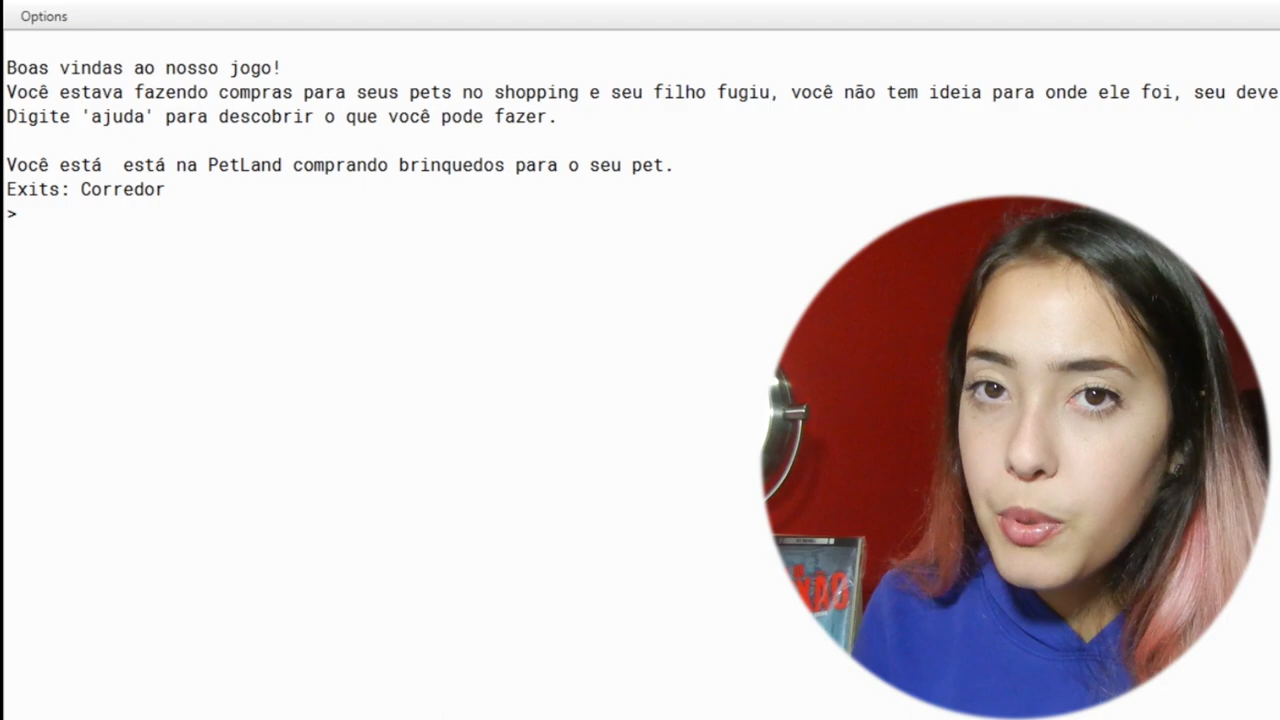 Options
Boas vindas ao nosso jogo!
Você estava fazendo compras para seus pets no shopping e seu filho fugiu, você não tem ideia para onde ele foi, seu deve
Digite 'ajuda' para descobrir o que você pode fazer.
Você está  está na PetLand comprando brinquedos para o seu pet.
Exits: Corredor
>